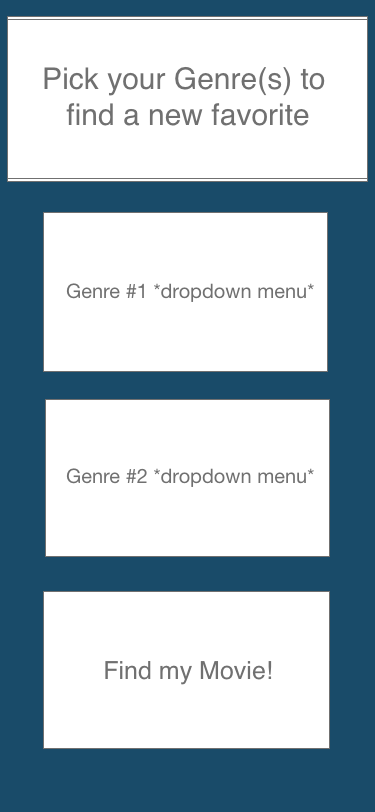 Pick your Genre(s) to
find a new favorite
Genre #1 *dropdown menu*
Genre #2 *dropdown menu*
Find my Movie!